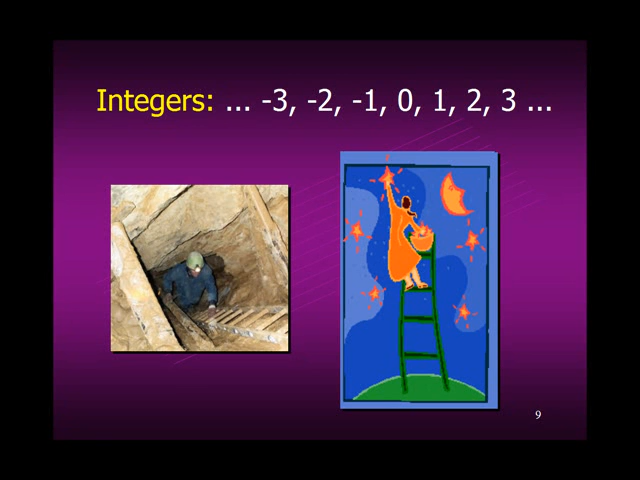 Integers: ... -3, -2, -1, 0, 1, 2, 3 ...
9